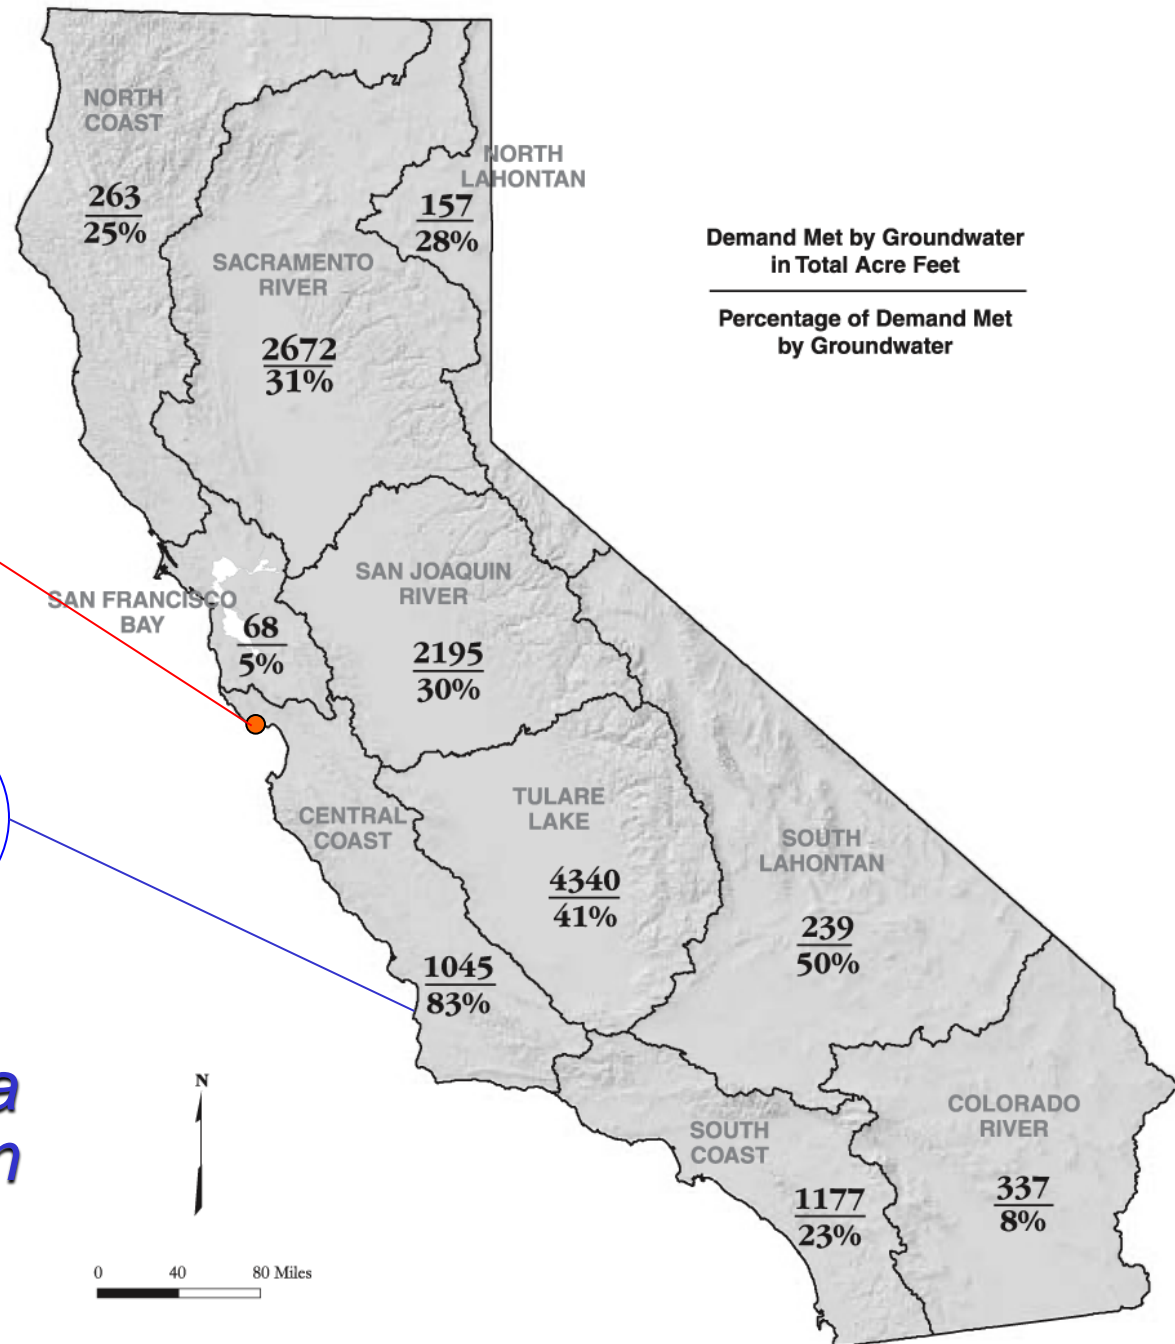 NORTH
COAST
263
25%
NORTH
LAHONTAN
157
28%
SACRAMENTO
RIVER
2672
31%
Demand Met by Groundwater
in Total Acre Feet
Percentage of Demand Met
by Groundwater
SAN FRANCISCO
BAY
68
5%
SAN JOAQUIN
RIVER
2195
30%
CENTRAL
COAST
1045
83%
TULARE
LAKE
4340
41%
SOUTH
LAHONTAN
239
50%
SOUTH
COAST
1177
23%
COLORADO
RIVER
337
8%
a
n
N
0 40 80 Miles